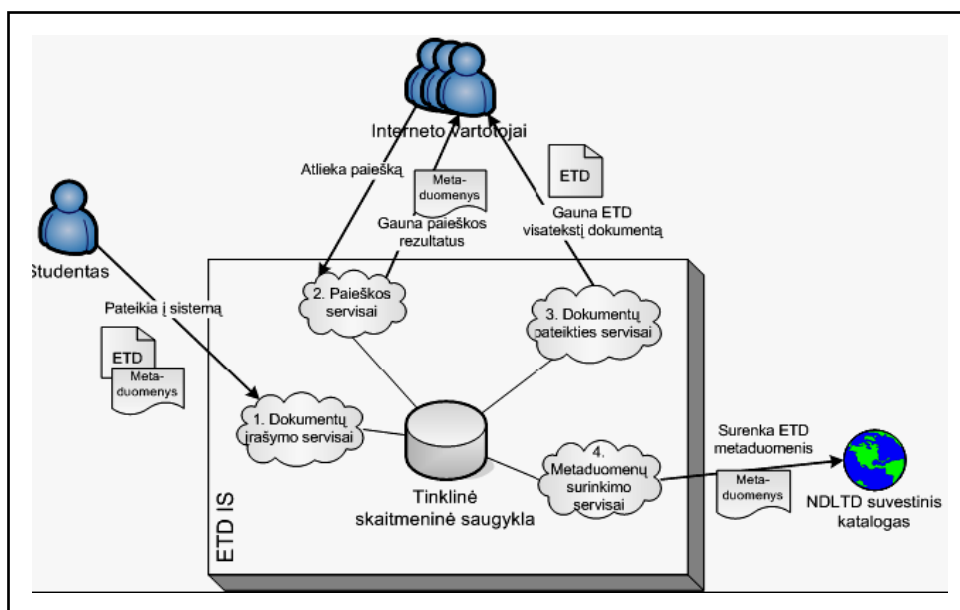 Interneto vartotojai
Atlieka paiešką
Meta-
duomenys
Gauna paieškos
rezultatus
ETD
Gauna ETD
visatekstį dokumentą
Studentas
Pateikia į sistemą
ETD
Meta-
duomenys
2. Paieškos
servisai
3. Dokumentų
pateikties servisai
1. Dokumentų
įrašymo servisai
Tinklinė
skaitmeninė saugykla
4.
Metaduomenų
surinkimo
servisai
Surenka ETD
metaduomenis
Meta-
duomenys
NDLTD suvestinis
katalogas
ETD IS